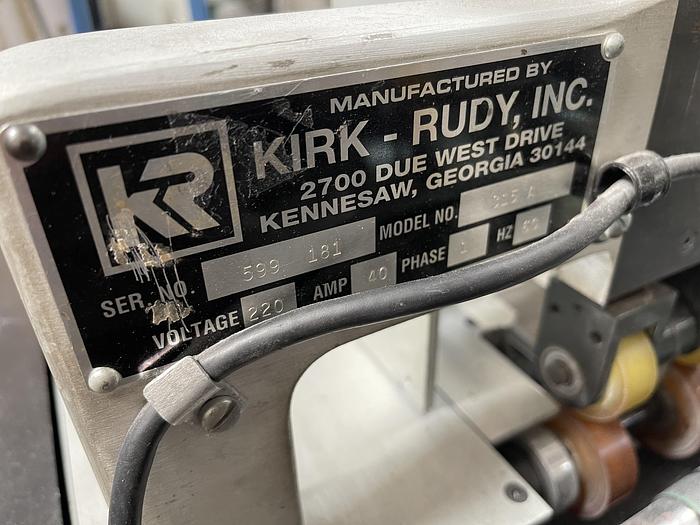 MANUFACTURED BY
KR
KIRK - RUDY, INC.
2700 DUE WEST DRIVE
KENNESAW, GEORGIA 30144
SER. NO. 599 181 MODEL NO.
VOLTAGE 220 AMP 40 PHASE 1 HZ 60